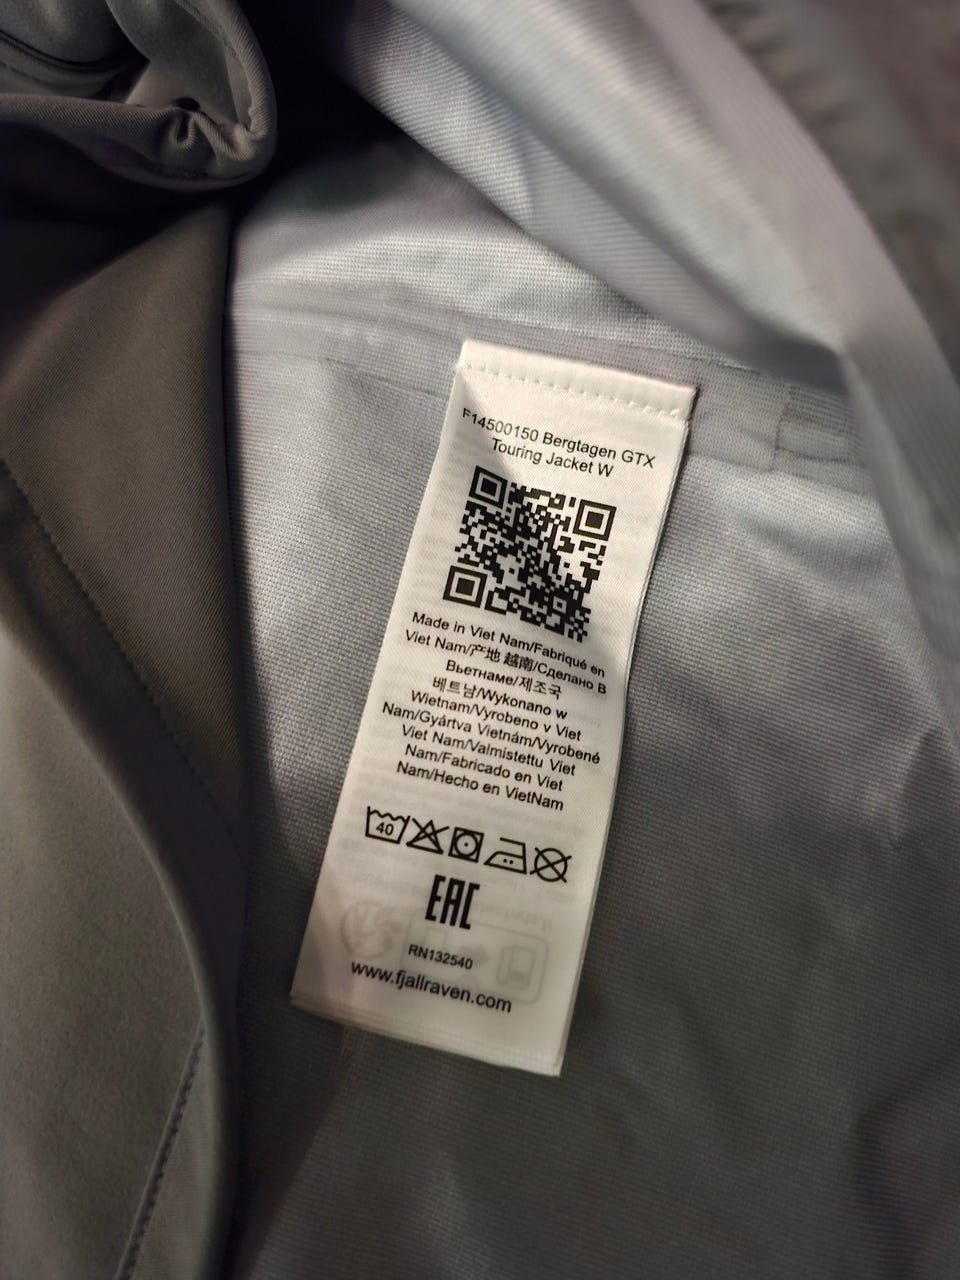 F14500150 Bergtagen GTX
Touring Jacket W
Made in Viet Nam/Fabriqué en
Viet Nam/产地 越南/Сделано в
Вьетнаме/제조국
베트남/Wykonano w
Wietnam/Vyrobeno v Viet
Nam/Gyártva Vietnám/Vyrobené
Viet Nam/Valmistettu Viet
Nam/Fabricado en Viet
Nam/Hecho en VietNam
40
EAC
RN132540
www.fjallraven.com